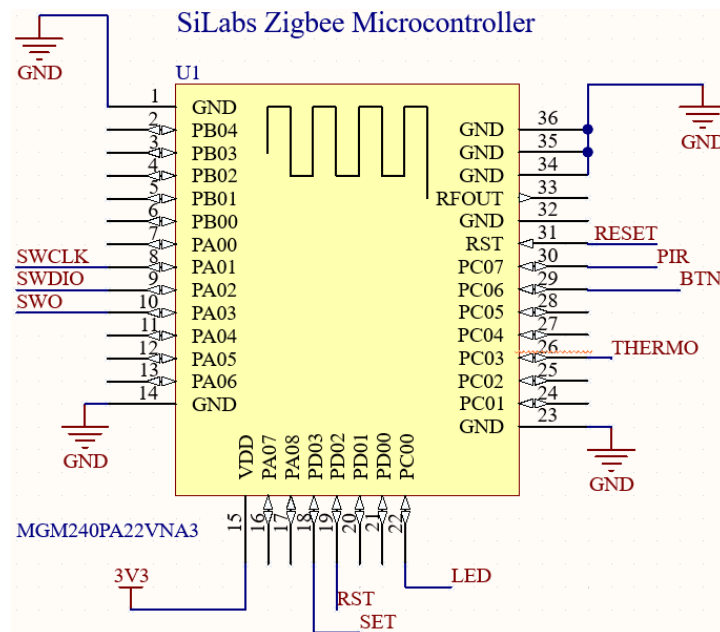 SiLabs Zigbee Microcontroller
GND
U1
1 GND
2 PB04
3 PB03
4 PB02
5 PB01
6 PB00
7 PA00
SWCLK 8 PA01
SWDIO 9 PA02
SWO 10 PA03
11 PA04
12 PA05
13 PA06
14 GND
GND
GND 36
GND 35
GND 34
GND
RFOUT 33
GND 32
RST 31 RESET
PC07 30 PIR
PC06 29 BTN
PC05 28
PC04 27
PC03 26 THERMO
PC02 25
PC01 24
GND 23
GND
VDD 15
PA07 16
PA08 17
PD03 18
PD02 19
PD01 20
PD00 21
PC00 22
MGM240PA22VNA3
3V3
LED
RST
SET